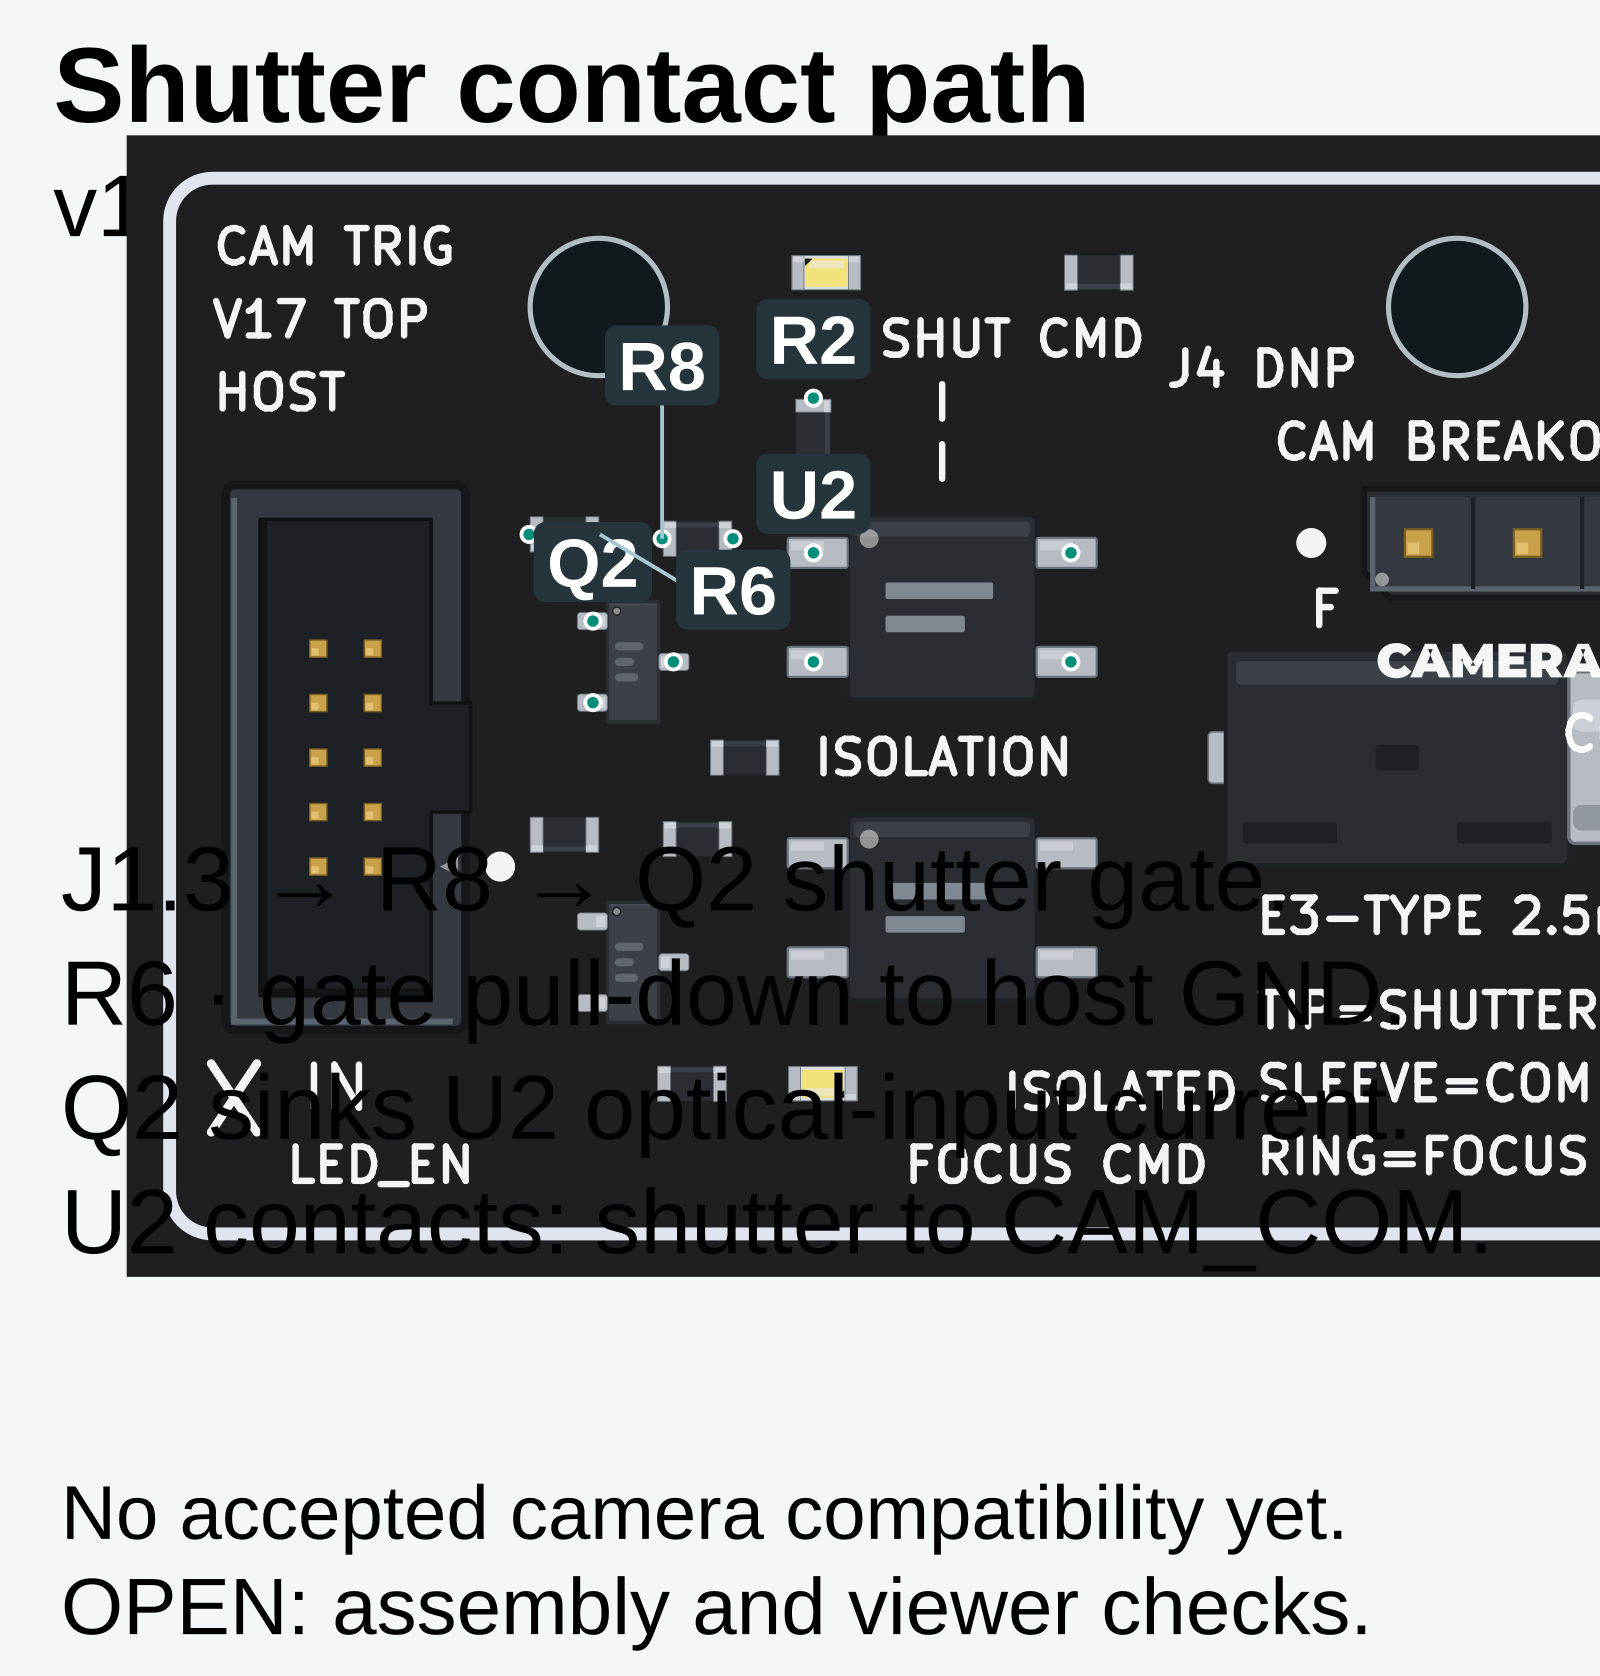 Shutter contact path
v1
CAM TRIG
V17 TOP
HOST
R8
R2
SHUT CMD
J4 DNP
CAM BREAKO
U2
Q2
R6
F
CAMERA
C
ISOLATION
J1.3 → R8 → Q2 shutter gate.
E3-TYPE 2.5
R6 · gate pull-down to host GND.
TIP=SHUTTER
IN
Q2 sinks U2 optical-input current.
ISOLATED
SLEEVE=COM
LED_EN
FOCUS CMD
RING=FOCUS
U2 contacts: shutter to CAM_COM.
No accepted camera compatibility yet.
OPEN: assembly and viewer checks.